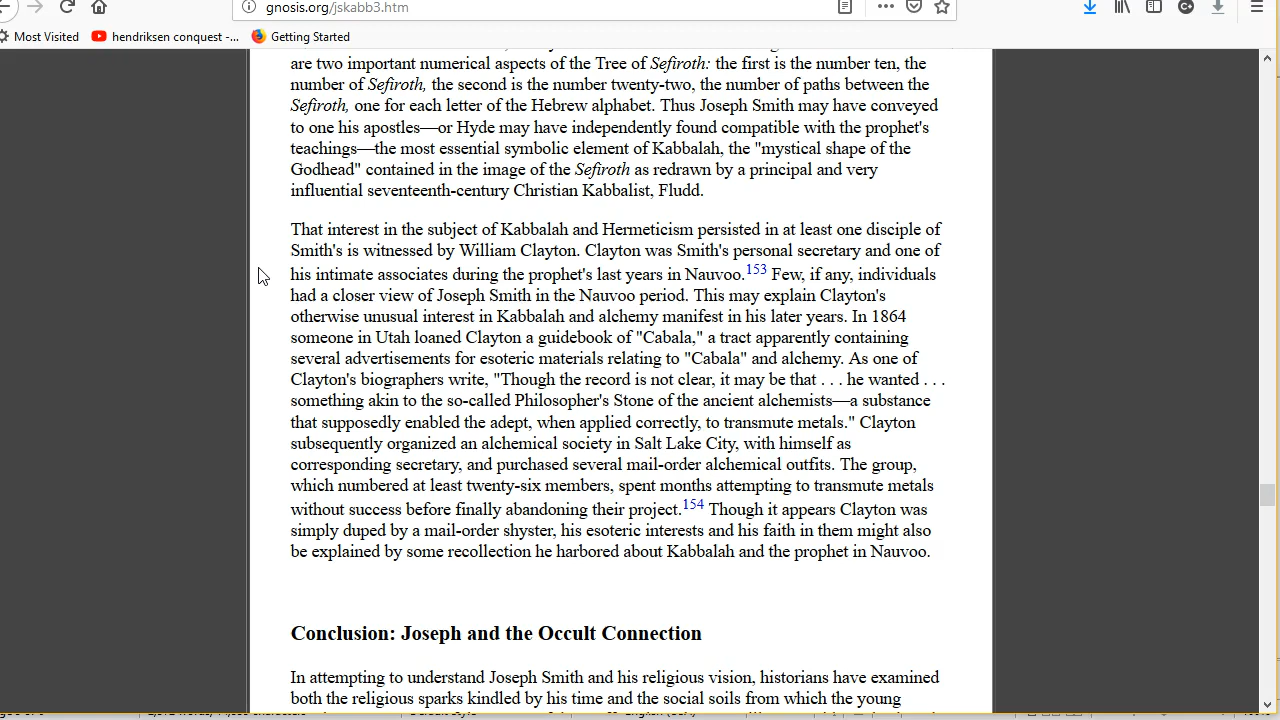 gnosis.org/jskabb3.htm
Most Visited
hendriksen conquest -...
Getting Started
are two important numerical aspects of the Tree of Sefiroth: the first is the number ten, the
number of Sefiroth, the second is the number twenty-two, the number of paths between the
Sefiroth, one for each letter of the Hebrew alphabet. Thus Joseph Smith may have conveyed
to one his apostles—or Hyde may have independently found compatible with the prophet's
teachings—the most essential symbolic element of Kabbalah, the "mystical shape of the
Godhead" contained in the image of the Sefiroth as redrawn by a principal and very
influential seventeenth-century Christian Kabbalist, Fludd.
That interest in the subject of Kabbalah and Hermeticism persisted in at least one disciple of
Smith's is witnessed by William Clayton. Clayton was Smith's personal secretary and one of
his intimate associates during the prophet's last years in Nauvoo.153 Few, if any, individuals
had a closer view of Joseph Smith in the Nauvoo period. This may explain Clayton's
otherwise unusual interest in Kabbalah and alchemy manifest in his later years. In 1864
someone in Utah loaned Clayton a guidebook of "Cabala," a tract apparently containing
several advertisements for esoteric materials relating to "Cabala" and alchemy. As one of
Clayton's biographers write, "Though the record is not clear, it may be that . . . he wanted . . .
something akin to the so-called Philosopher's Stone of the ancient alchemists—a substance
that supposedly enabled the adept, when applied correctly, to transmute metals." Clayton
subsequently organized an alchemical society in Salt Lake City, with himself as
corresponding secretary, and purchased several mail-order alchemical outfits. The group,
which numbered at least twenty-six members, spent months attempting to transmute metals
without success before finally abandoning their project.154 Though it appears Clayton was
simply duped by a mail-order shyster, his esoteric interests and his faith in them might also
be explained by some recollection he harbored about Kabbalah and the prophet in Nauvoo.
Conclusion: Joseph and the Occult Connection
In attempting to understand Joseph Smith and his religious vision, historians have examined
both the religious sparks kindled by his time and the social soils from which the young